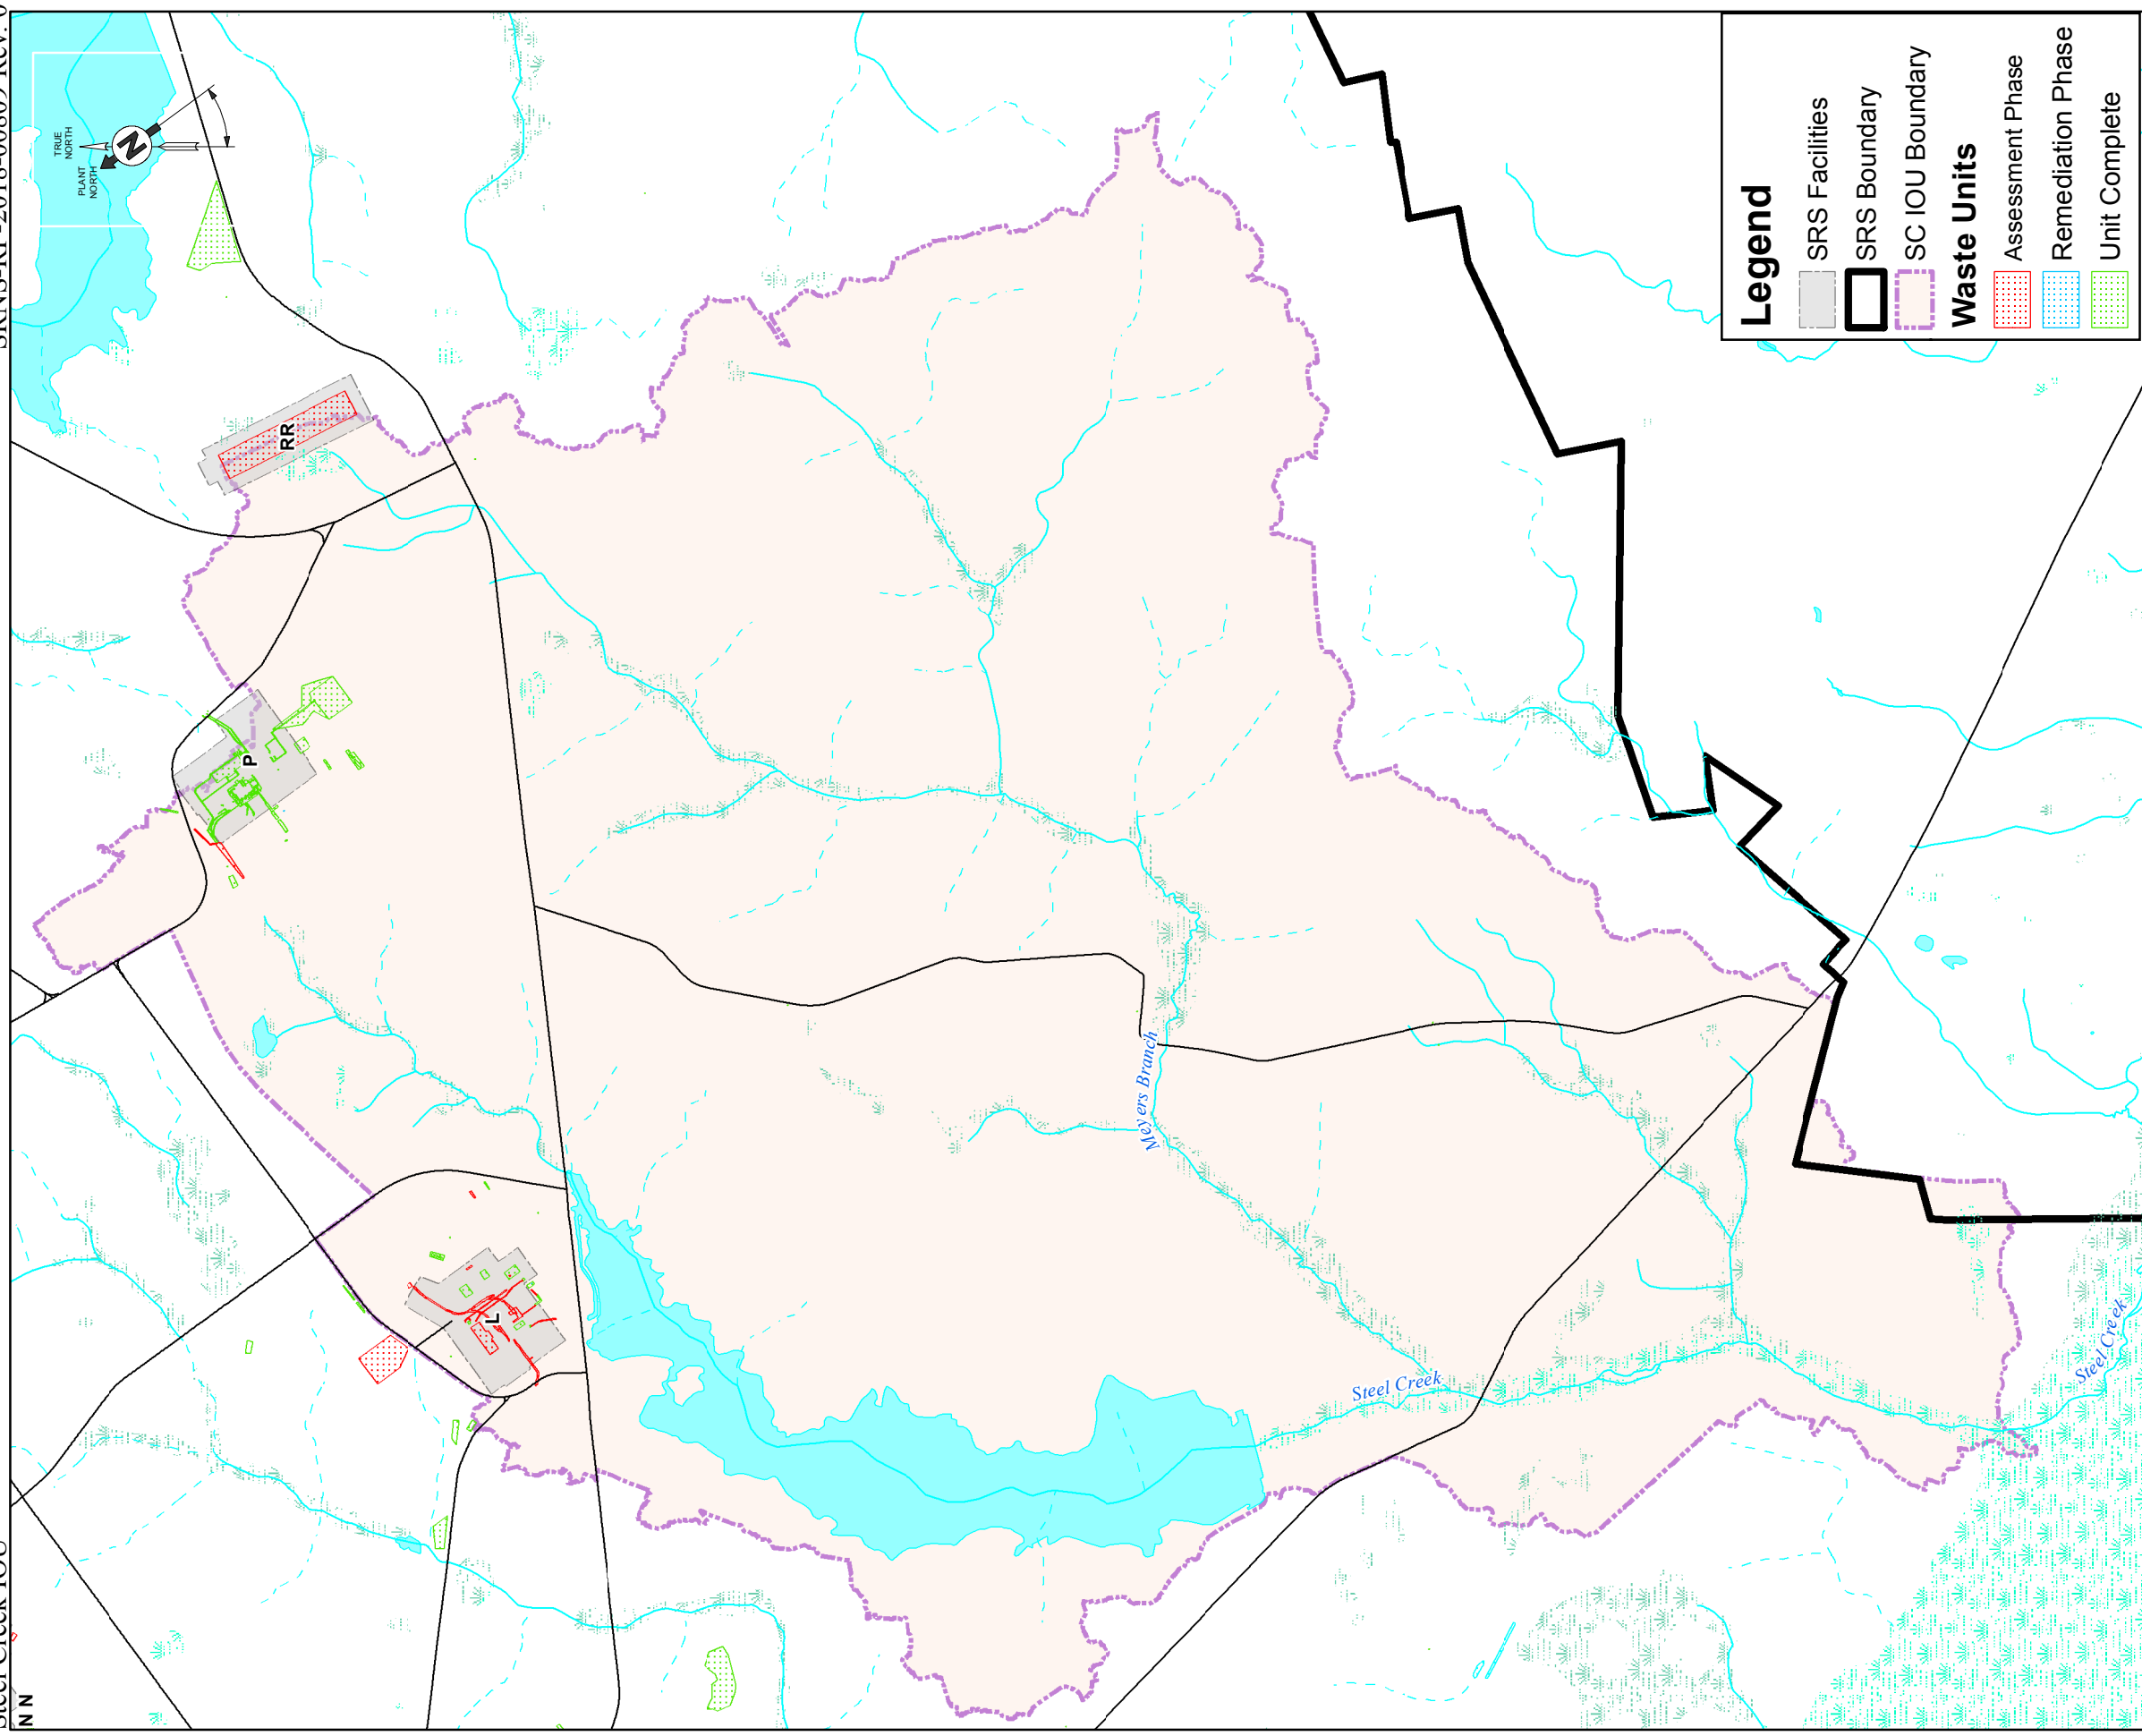 TRUE
NORTH
PLANT
NORTH
N
RR
P
L
Meyers Branch
Steel Creek
Steel Creek
N N
Legend
SRS Facilities
SRS Boundary
SC IOU Boundary
Waste Units
Assessment Phase
Remediation Phase
Unit Complete